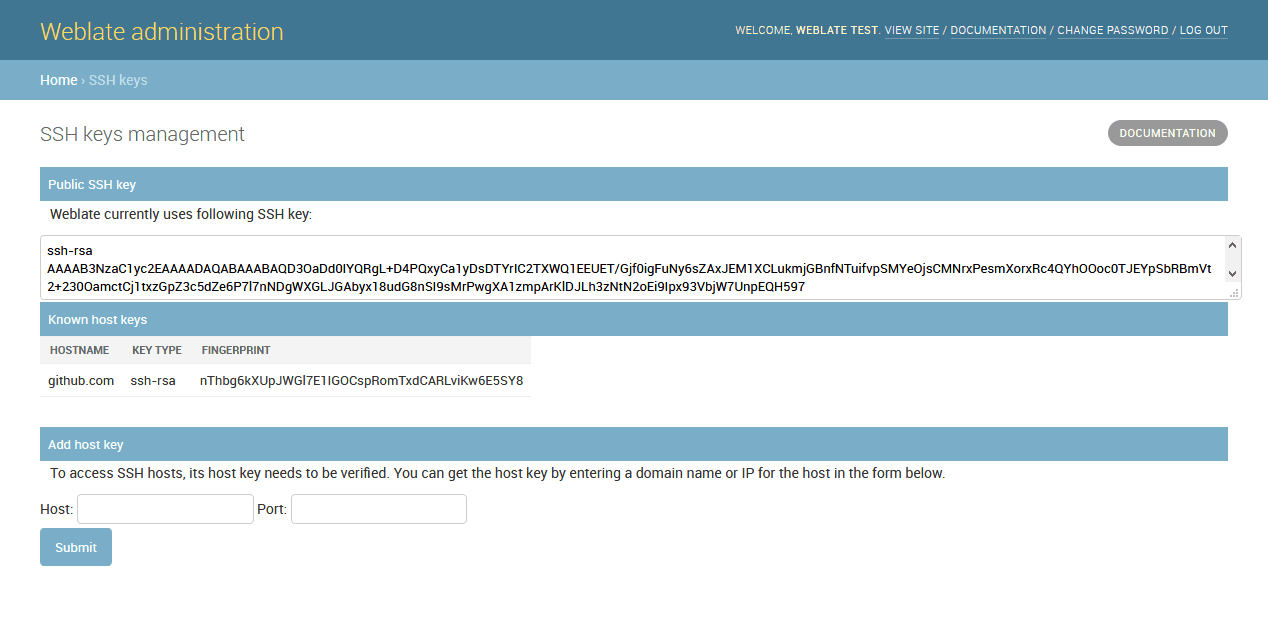 Weblate administration
WELCOME, WEBLATE TEST. VIEW SITE / DOCUMENTATION / CHANGE PASSWORD / LOG OUT
Home › SSH keys
SSH keys management
DOCUMENTATION
Public SSH key
Weblate currently uses following SSH key:
ssh-rsa
AAAAB3NzaC1yc2EAAAADAQABAAABAQD3OaDd0IYQRgL+D4PQxyCa1yDsDTYrIC2TXWQ1EEUET/Gjf0igFuNy6sZAxJEM1XCLukmjGBnfNTuifvpSMYeOjsCMNrxPesmXorxRc4QYhOOoc0TJEYpSbRBmVt
2+230OamctCj1txzGpZ3c5dZe6P7l7nNDgWXGLJGAbyx18udG8nSI9sMrPwgXA1zmpArKlDJLh3zNtN2oEi9Ipx93VbjW7UnpEQH597
Known host keys
HOSTNAME KEY TYPE FINGERPRINT
github.com ssh-rsa nThbg6kXUpJWGl7E1IGOCspRomTxdCARLviKw6E5SY8
Add host key
To access SSH hosts, its host key needs to be verified. You can get the host key by entering a domain name or IP for the host in the form below.
Host: Port:
Submit